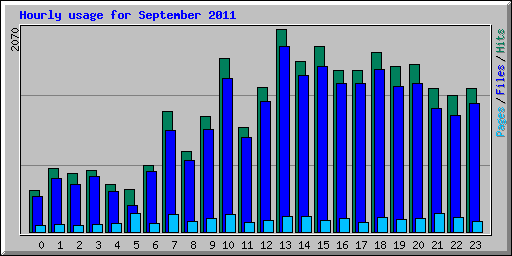 Hourly usage for September 2011
2070
Pages / Files / Hits
0 1 2 3 4 5 6 7 8 9 10 11 12 13 14 15 16 17 18 19 20 21 22 23